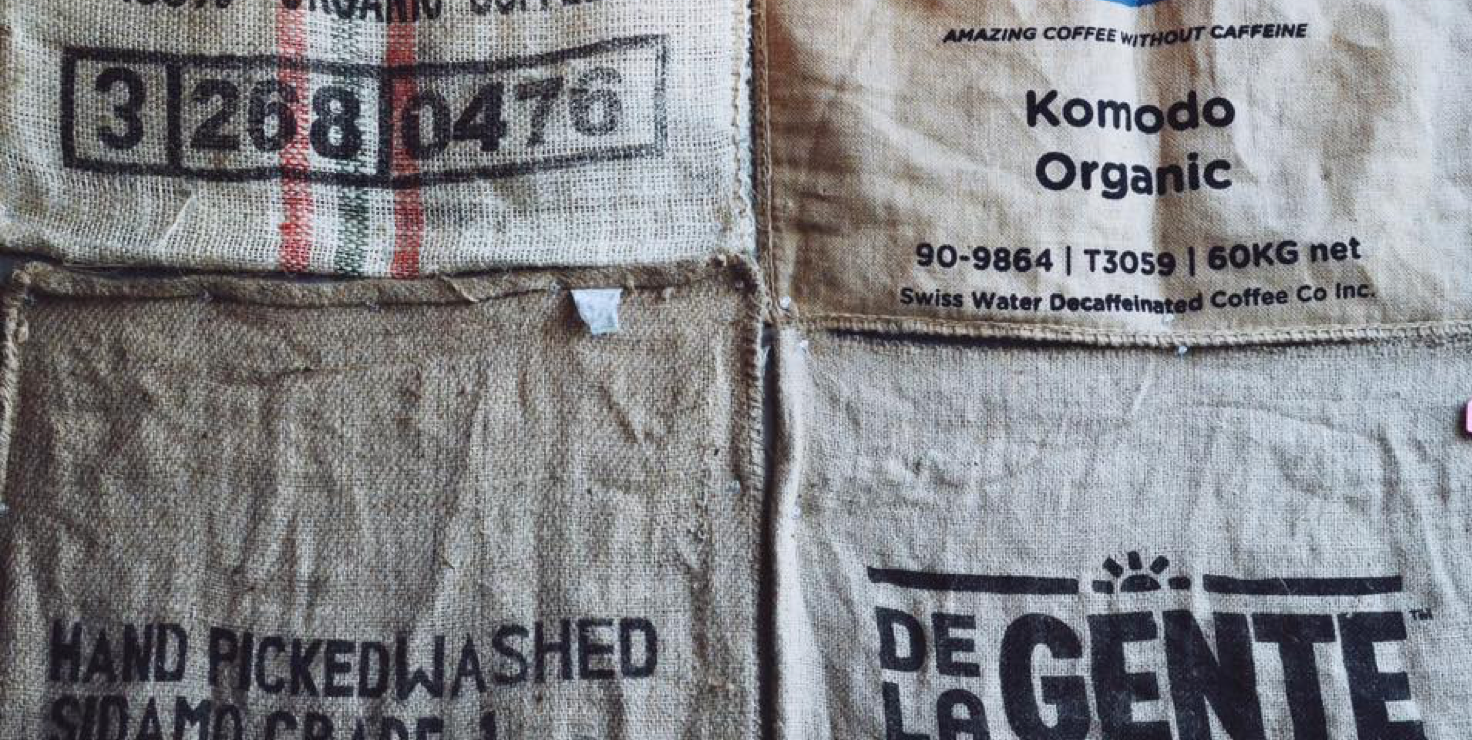 ORGANIC COFFEE
3 268 0476
AMAZING COFFEE WITHOUT CAFFEINE
Komodo
Organic
90-9864 | T3059 | 60KG net
Swiss Water Decaffeinated Coffee Co Inc.
HAND PICKED WASHED
SIDAMO GRADE 1
DE LA GENTE™